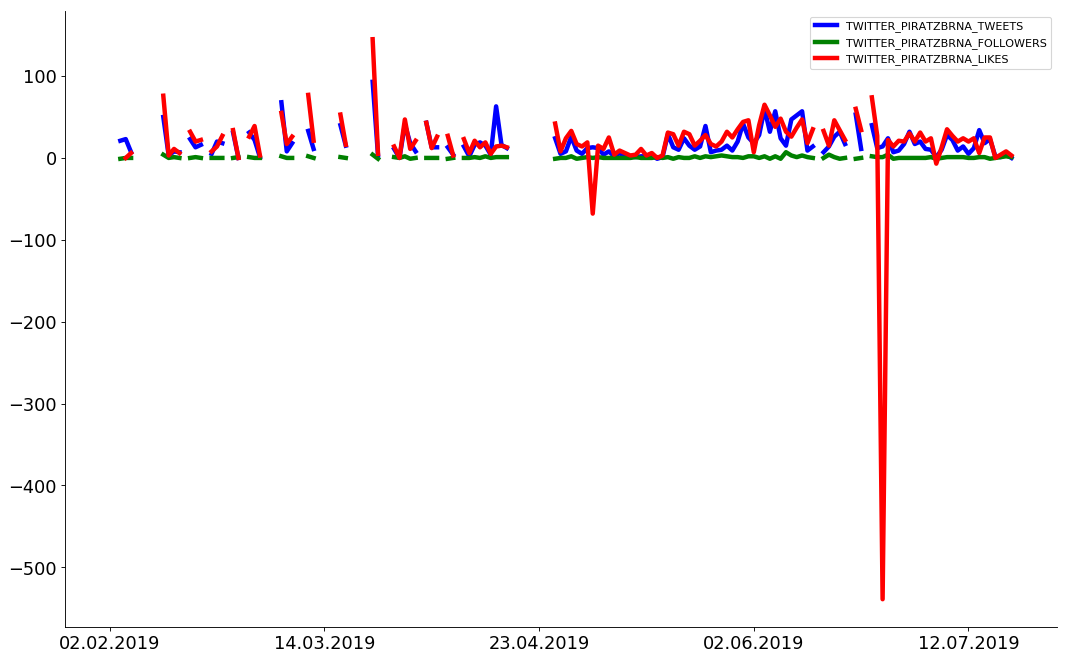 TWITTER_PIRATZBRNA_TWEETS
TWITTER_PIRATZBRNA_FOLLOWERS
TWITTER_PIRATZBRNA_LIKES
100
0
−100
−200
−300
−400
−500
02.02.2019 14.03.2019 23.04.2019 02.06.2019 12.07.2019